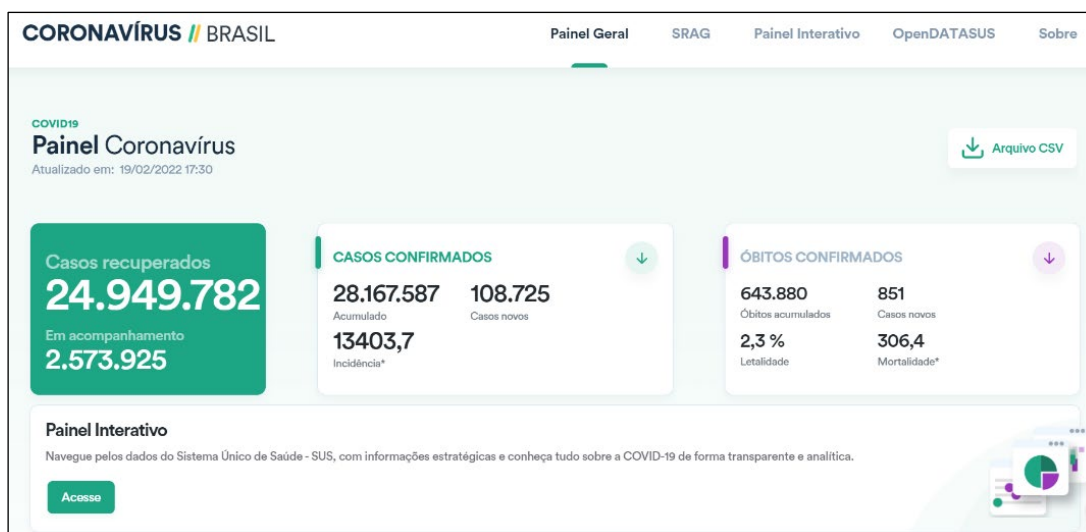 CORONAVÍRUS // BRASIL
Painel Geral SRAG Painel Interativo OpenDATASUS Sobre
COVID19
Painel Coronavírus
Atualizado em: 19/02/2022 17:30
Arquivo CSV
Casos recuperados
24.949.782
Em acompanhamento
2.573.925
CASOS CONFIRMADOS
28.167.587 108.725
Acumulado Casos novos
13403,7
Incidência*
ÓBITOS CONFIRMADOS
643.880 851
Óbitos acumulados Casos novos
2,3 % 306,4
Letalidade Mortalidade*
Painel Interativo
Navegue pelos dados do Sistema Único de Saúde - SUS, com informações estratégicas e conheça tudo sobre a COVID-19 de forma transparente e analítica.
Acesse